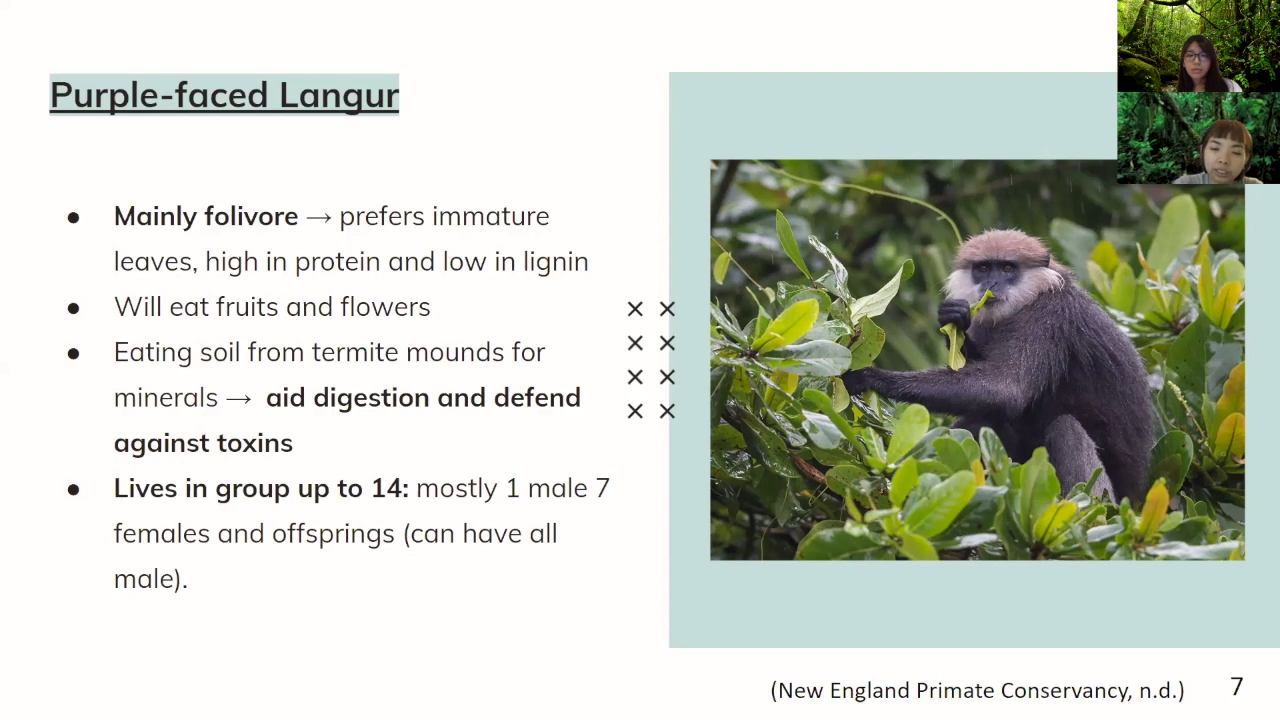 Purple-faced Langur
● Mainly folivore → prefers immature
leaves, high in protein and low in lignin
● Will eat fruits and flowers
● Eating soil from termite mounds for
minerals → aid digestion and defend
against toxins
● Lives in group up to 14: mostly 1 male 7
females and offsprings (can have all
male).
(New England Primate Conservancy, n.d.)
7